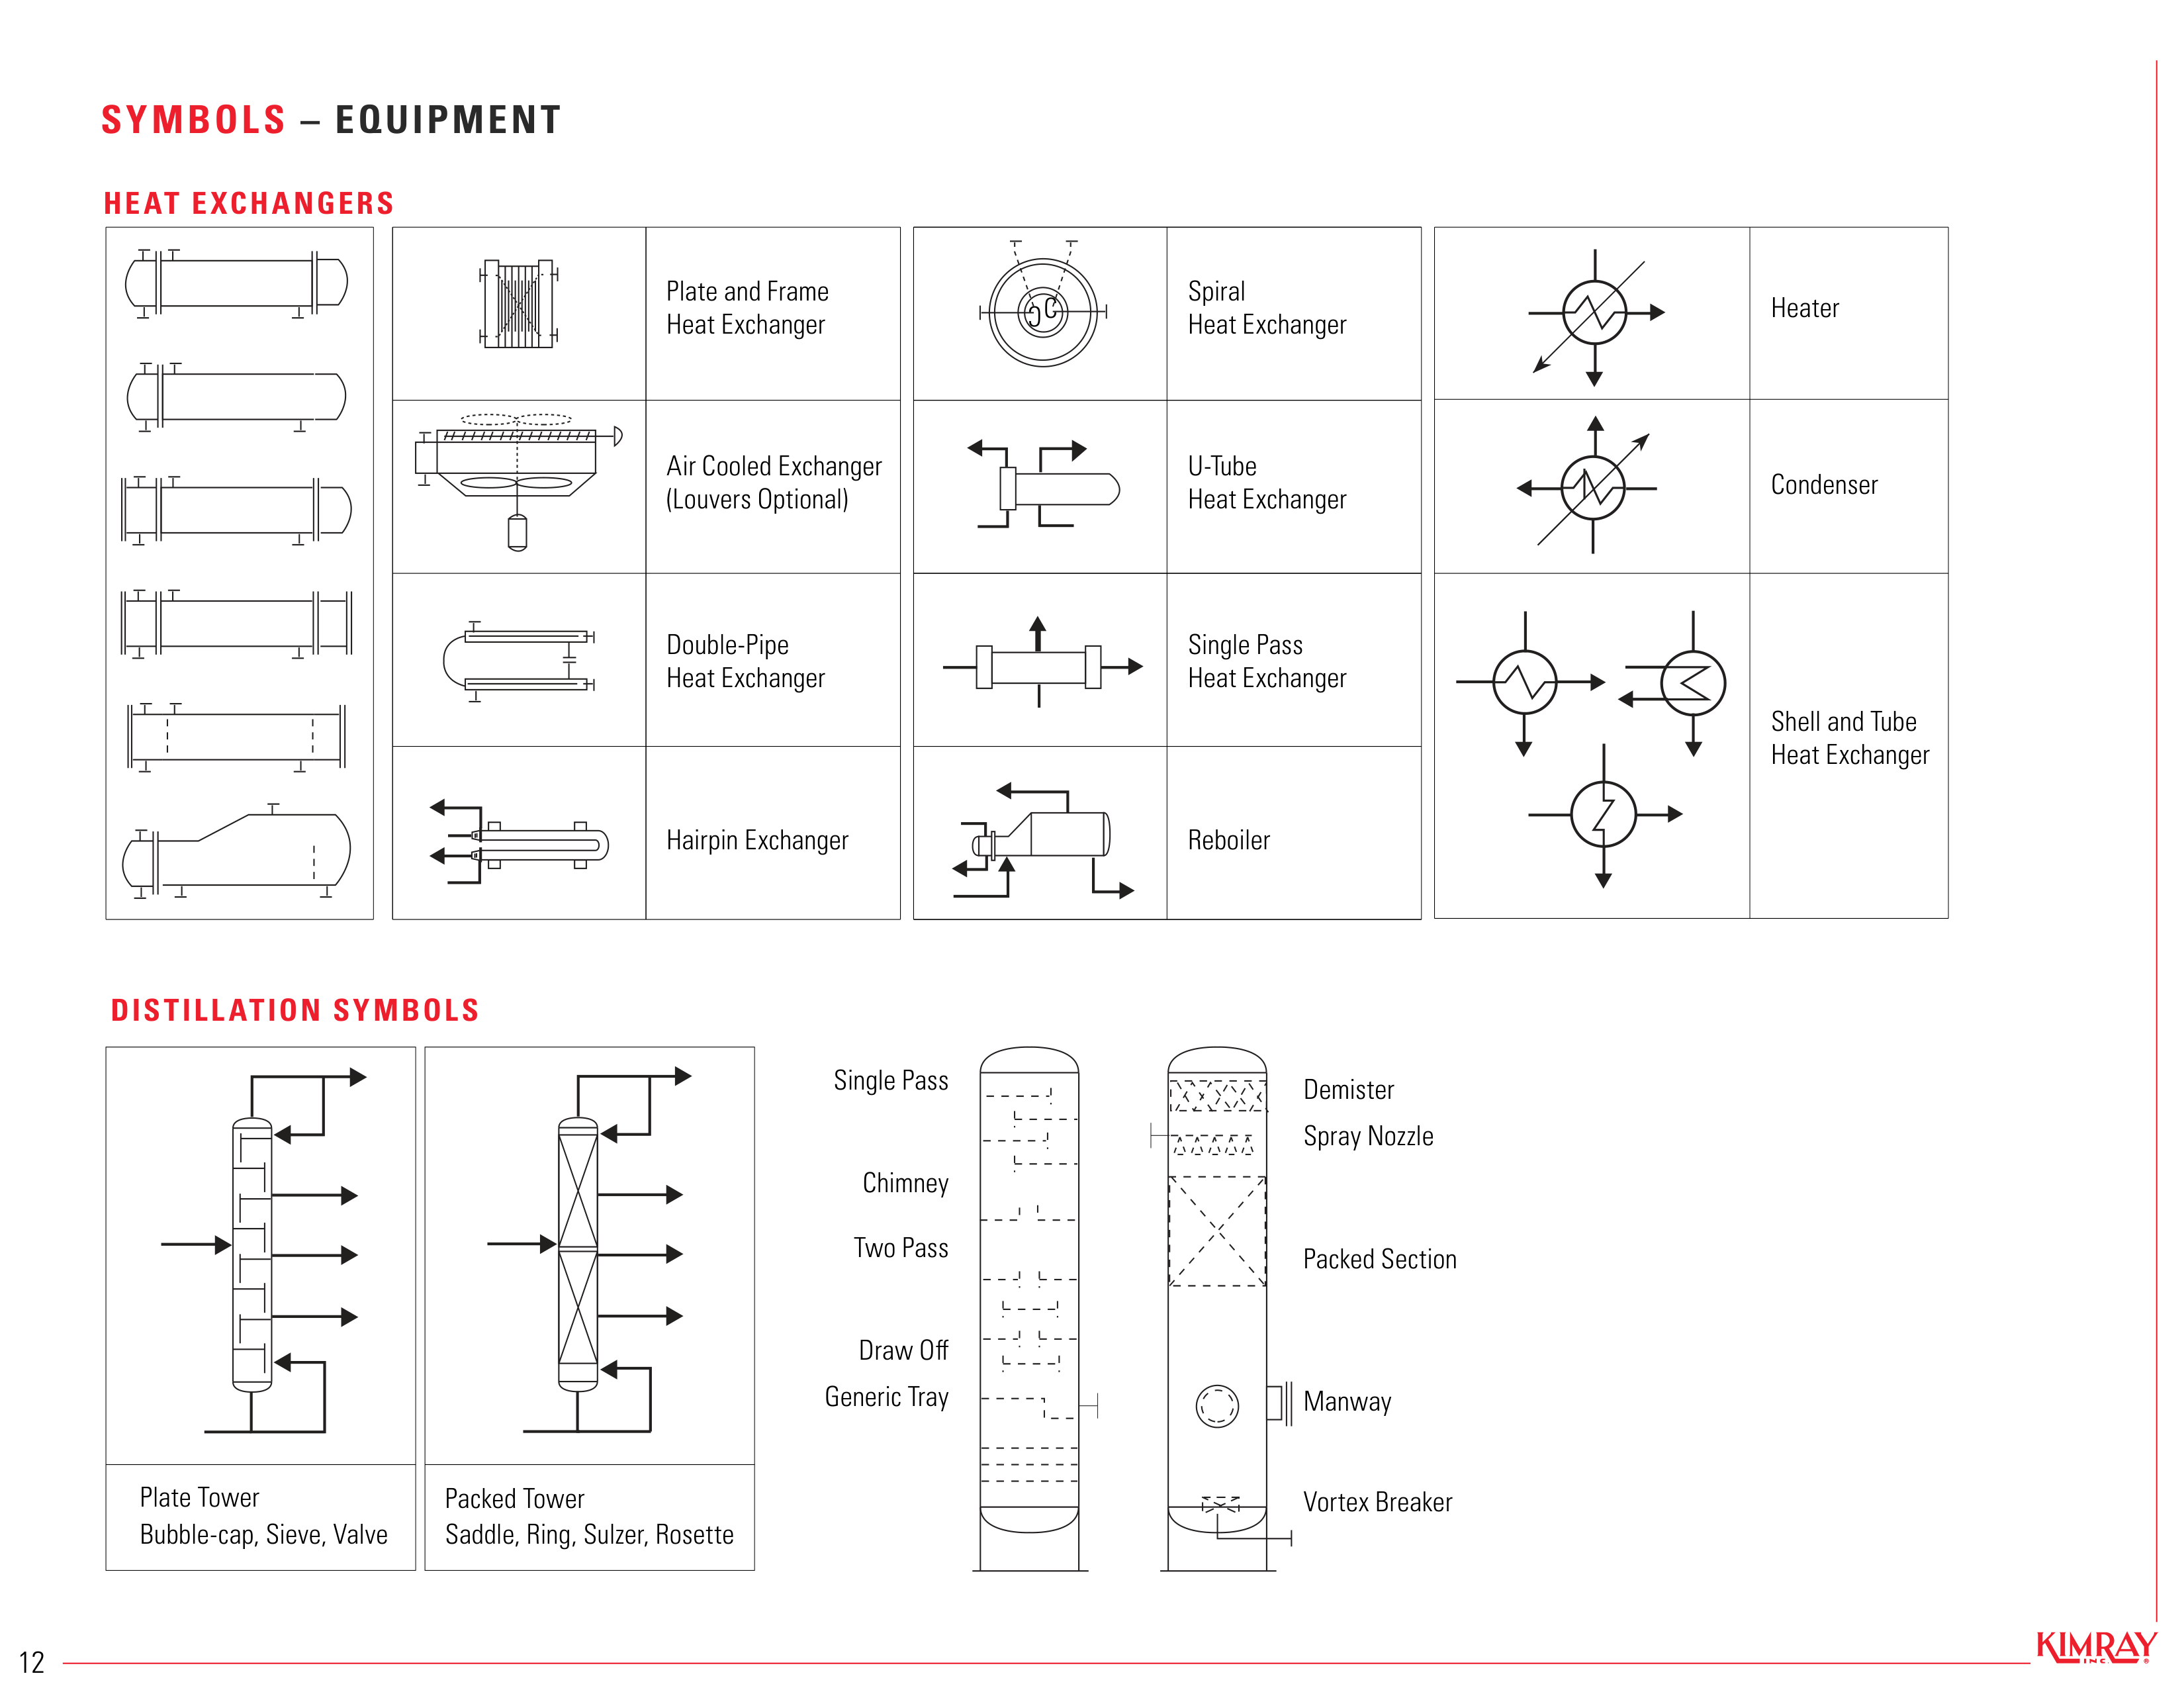 SYMBOLS – EQUIPMENT
HEAT EXCHANGERS
Plate and Frame
Heat Exchanger
Air Cooled Exchanger
(Louvers Optional)
Double-Pipe
Heat Exchanger
Hairpin Exchanger
Spiral
Heat Exchanger
U-Tube
Heat Exchanger
Single Pass
Heat Exchanger
Reboiler
Heater
Condenser
Shell and Tube
Heat Exchanger
DISTILLATION SYMBOLS
Plate Tower
Bubble-cap, Sieve, Valve
Packed Tower
Saddle, Ring, Sulzer, Rosette
Single Pass
Chimney
Two Pass
Draw Off
Generic Tray
Demister
Spray Nozzle
Packed Section
Manway
Vortex Breaker
12
KIMRAY
INC.®